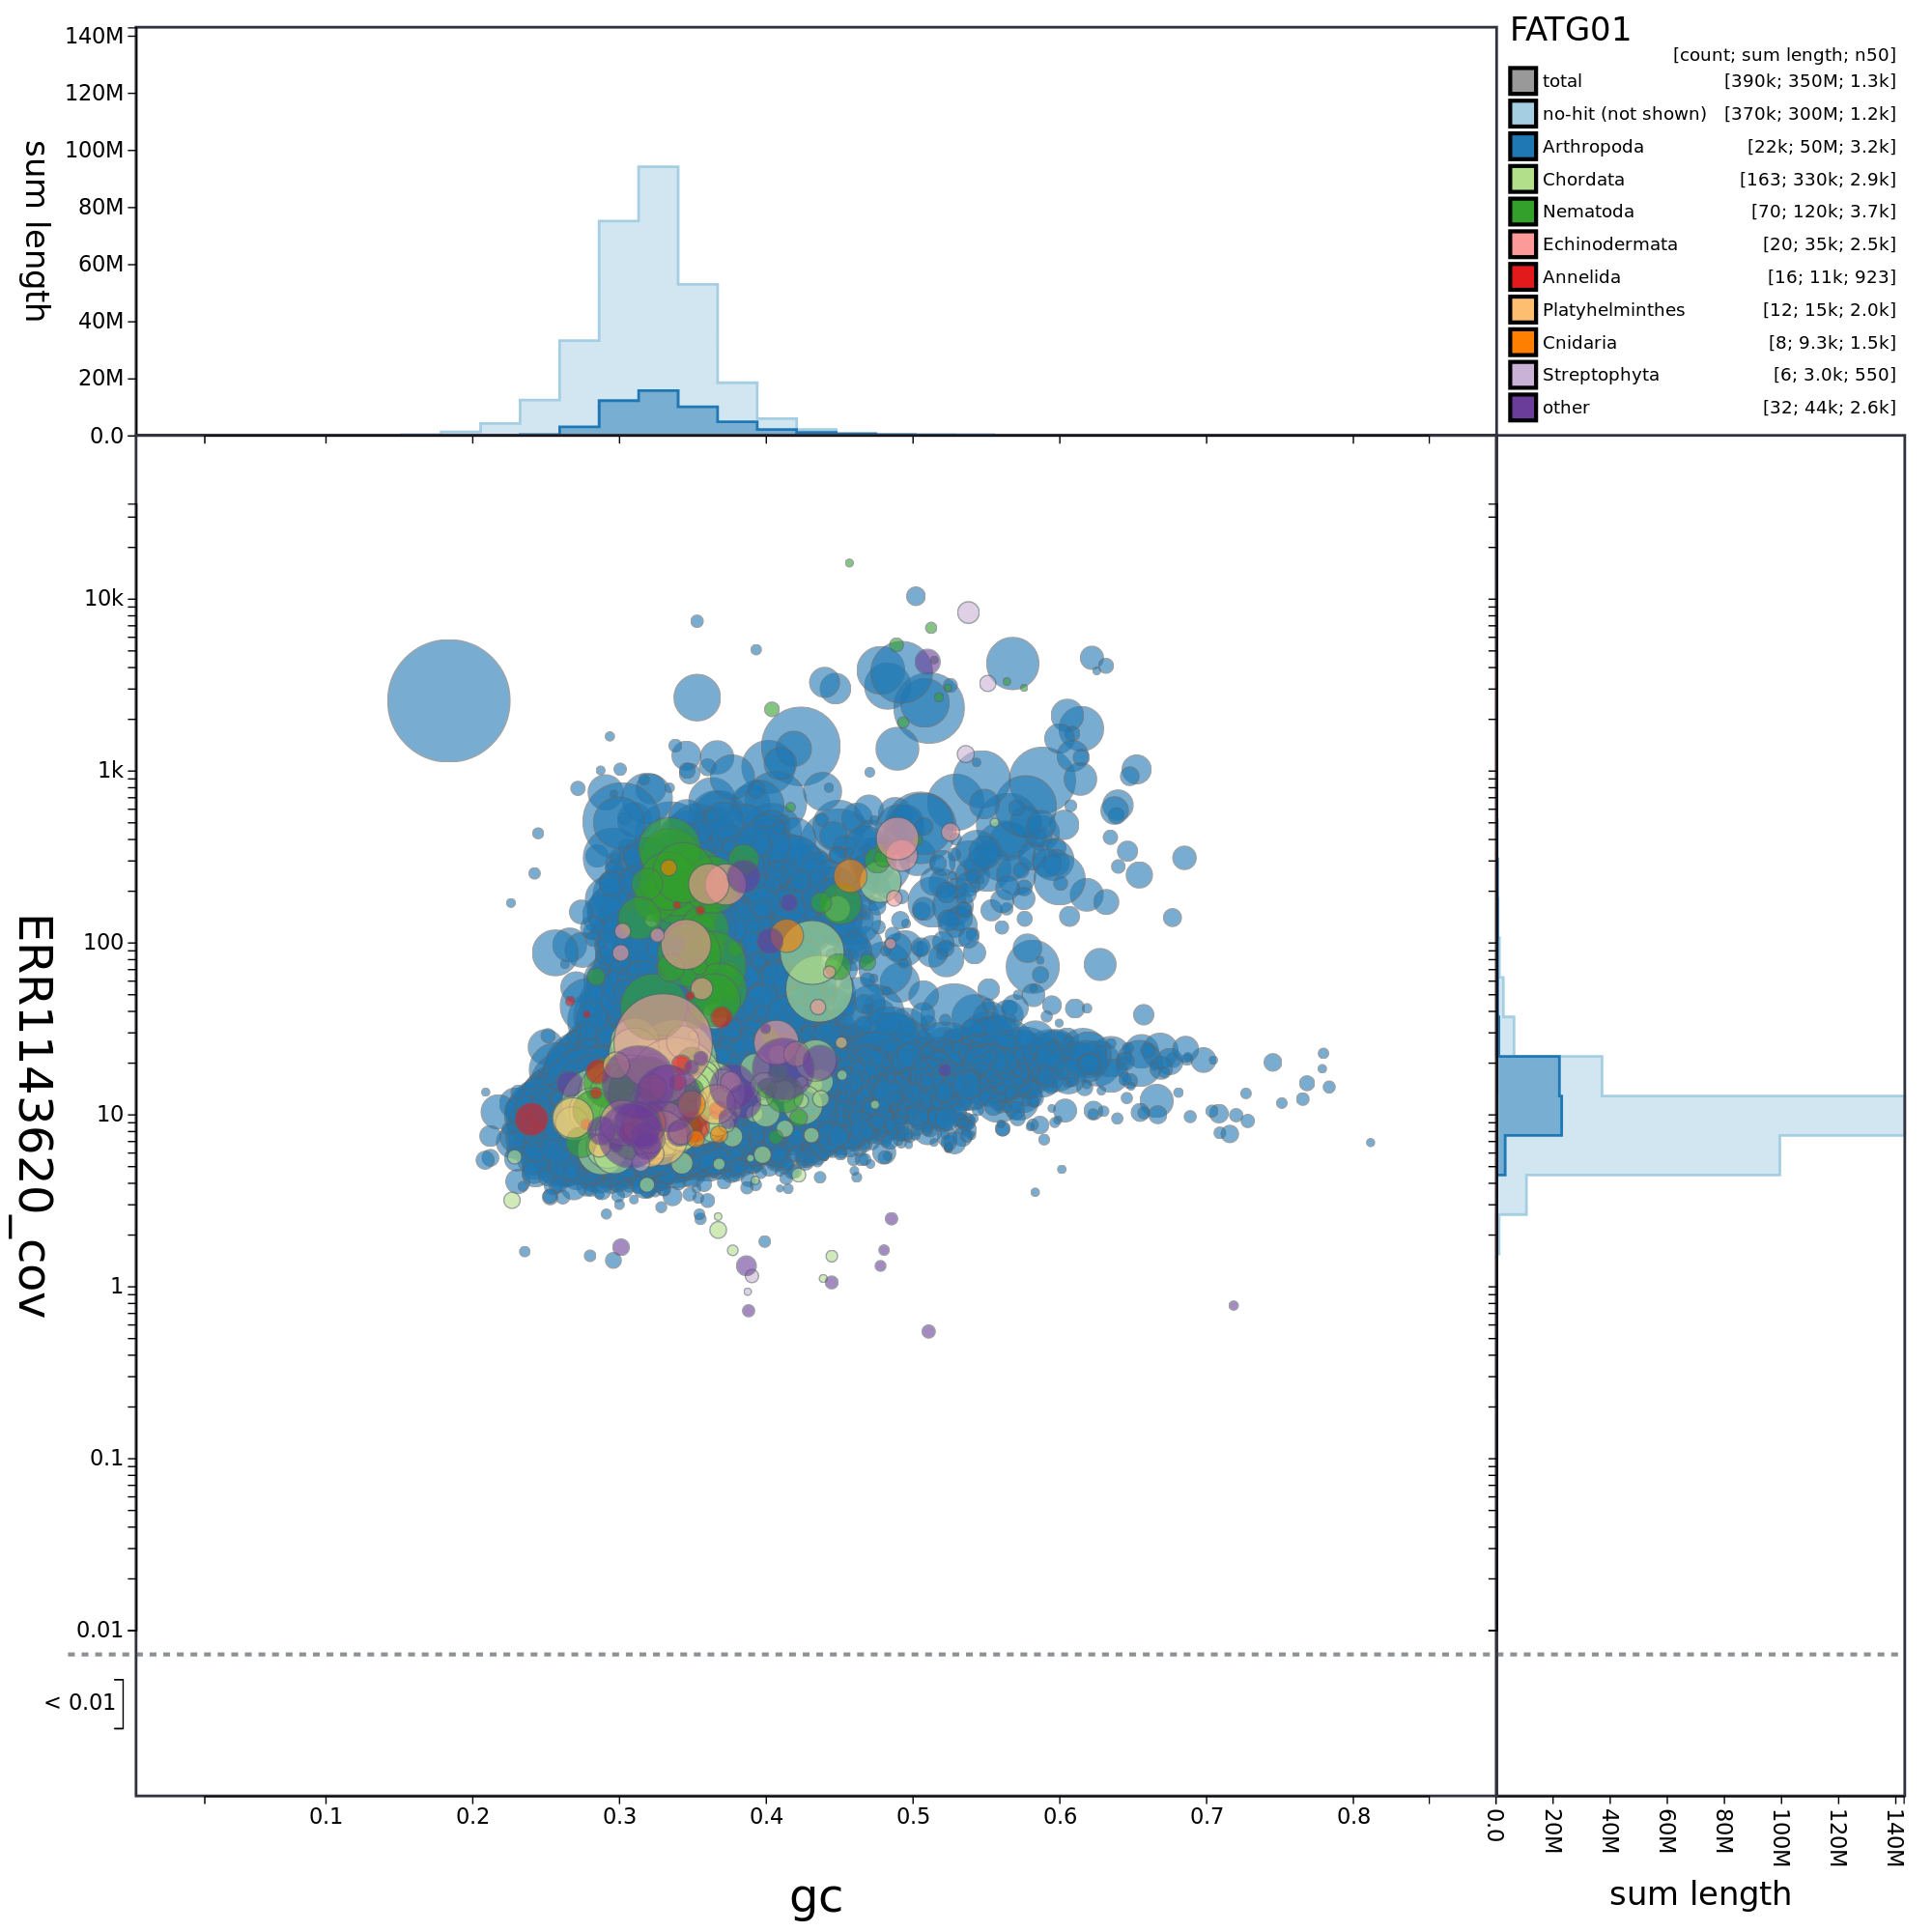 FATG01
[count; sum length; n50]
total [390k; 350M; 1.3k]
no-hit (not shown) [370k; 300M; 1.2k]
Arthropoda [22k; 50M; 3.2k]
Chordata [163; 330k; 2.9k]
Nematoda [70; 120k; 3.7k]
Echinodermata [20; 35k; 2.5k]
Annelida [16; 11k; 923]
Platyhelminthes [12; 15k; 2.0k]
Cnidaria [8; 9.3k; 1.5k]
Streptophyta [6; 3.0k; 550]
other [32; 44k; 2.6k]
sum length
140M
120M
100M
80M
60M
40M
20M
0.0
ERR1143620_cov
10k
1k
100
10
1
0.1
0.01
< 0.01
0.1 0.2 0.3 0.4 0.5 0.6 0.7 0.8
gc
0.0 20M 40M 60M 80M 100M 120M 140M
sum length